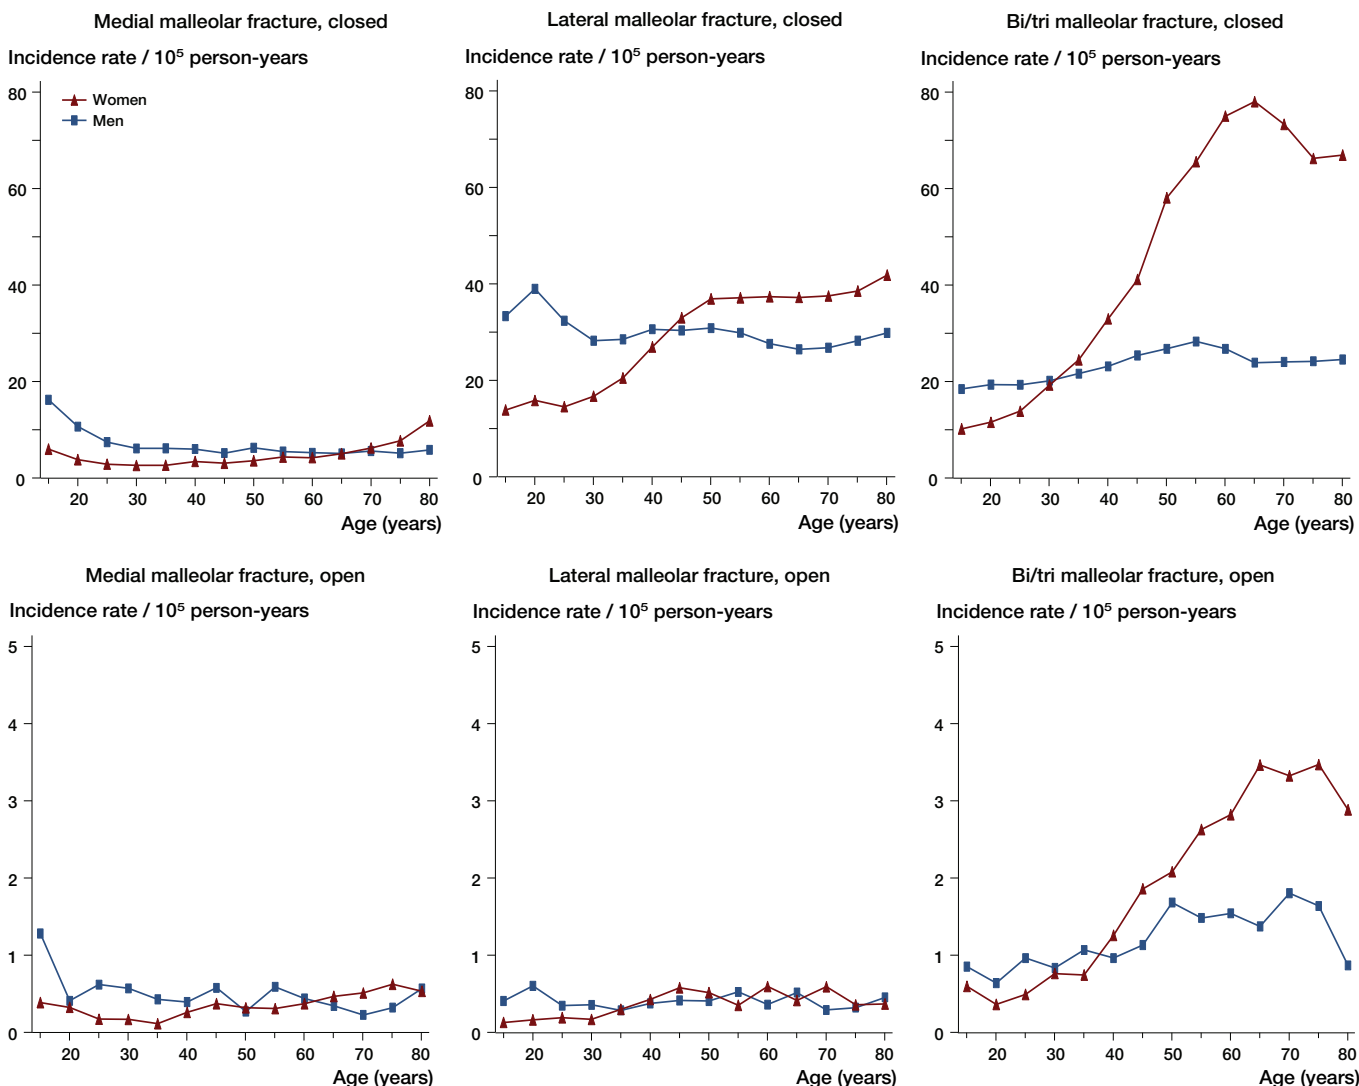 Medial malleolar fracture, closed
Incidence rate / 10⁵ person-years
80
60
40
20
0
Women
Men
20 30 40 50 60 70 80
Age (years)
Lateral malleolar fracture, closed
Incidence rate / 10⁵ person-years
80
60
40
20
0
20 30 40 50 60 70 80
Age (years)
Bi/tri malleolar fracture, closed
Incidence rate / 10⁵ person-years
80
60
40
20
0
20 30 40 50 60 70 80
Age (years)
Medial malleolar fracture, open
Incidence rate / 10⁵ person-years
5
4
3
2
1
0
20 30 40 50 60 70 80
Age (years)
Lateral malleolar fracture, open
Incidence rate / 10⁵ person-years
5
4
3
2
1
0
20 30 40 50 60 70 80
Age (years)
Bi/tri malleolar fracture, open
Incidence rate / 10⁵ person-years
5
4
3
2
1
0
20 30 40 50 60 70 80
Age (years)